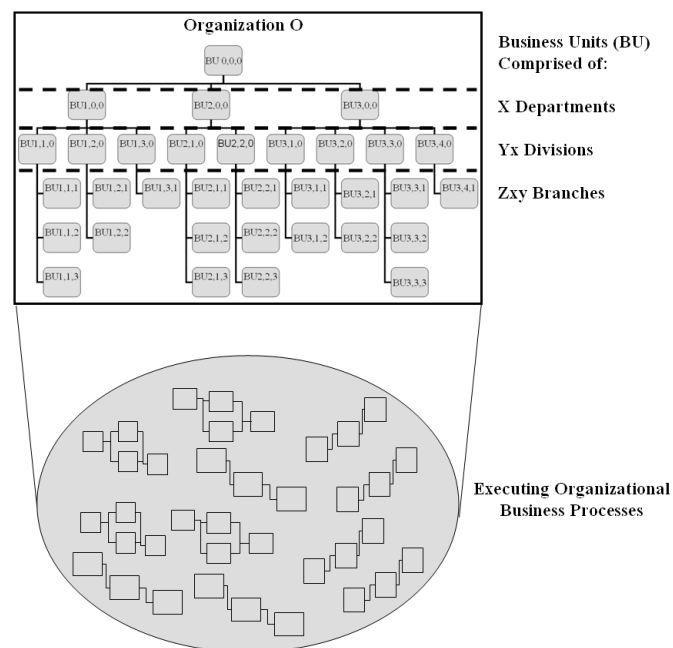 Organization O
Business Units (BU)
Comprised of:
BU 0,0,0
BU1,0,0 BU2,0,0 BU3,0,0
X Departments
BU1,1,0 BU1,2,0 BU1,3,0 BU2,1,0 BU2,2,0 BU3,1,0 BU3,2,0 BU3,3,0 BU3,4,0
Yx Divisions
BU1,1,1 BU1,2,1 BU1,3,1 BU2,1,1 BU2,2,1 BU3,1,1 BU3,2,1 BU3,3,1 BU3,4,1
Zxy Branches
BU1,1,2 BU1,2,2 BU2,1,2 BU2,2,2 BU3,1,2 BU3,2,2 BU3,3,2
BU1,1,3 BU2,1,3 BU2,2,3 BU3,3,3
Executing Organizational
Business Processes